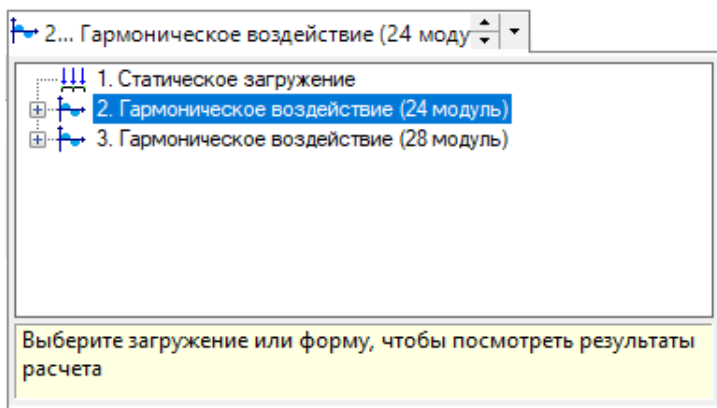 2... Гармоническое воздействие (24 моду
1. Статическое загружение
2. Гармоническое воздействие (24 модуль)
3. Гармоническое воздействие (28 модуль)
Выберите загружение или форму, чтобы посмотреть результаты
расчета